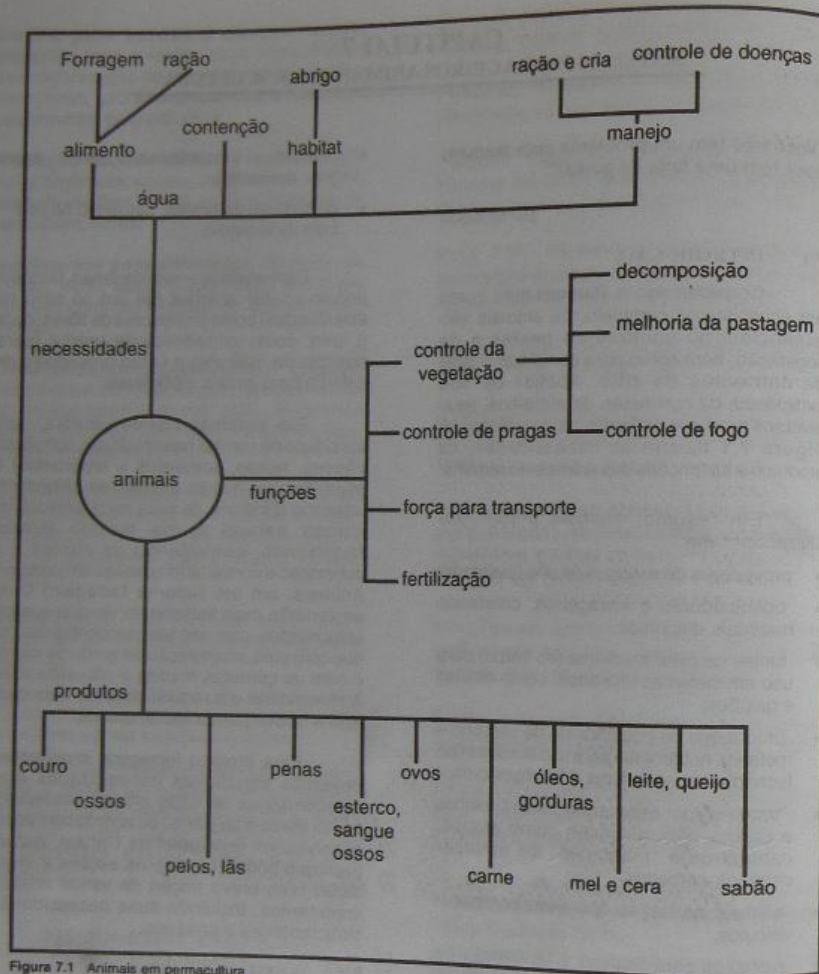 Forragem ração
abrigo
ração e cria
controle de doenças
contenção
alimento
habitat
manejo
água
necessidades
animais
funções
controle da
vegetação
decomposição
melhoria da pastagem
controle de fogo
controle de pragas
força para transporte
fertilização
produtos
couro
ossos
pelos, lãs
penas
esterco,
sangue
ossos
ovos
carne
óleos,
gorduras
mel e cera
leite, queijo
sabão
Figura 7.1 Animais em permacultura